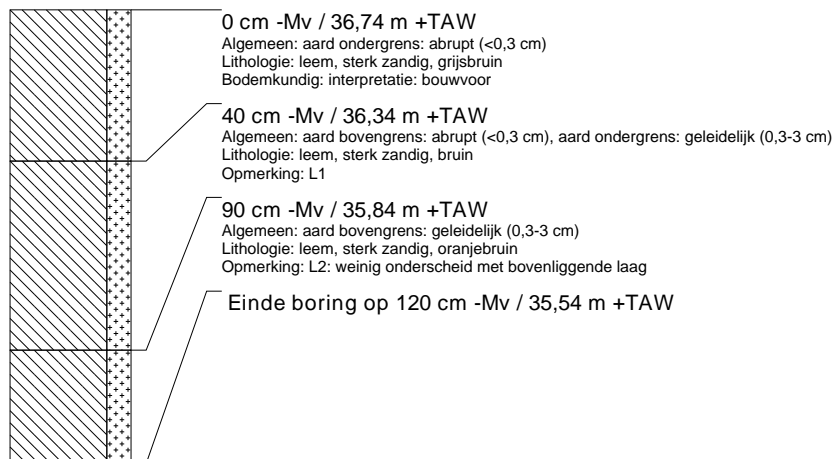 0 cm -Mv / 36,74 m +TAW
Algemeen: aard ondergrens: abrupt (<0,3 cm)
Lithologie: leem, sterk zandig, grijsbruin
Bodemkundig: interpretatie: bouwvoor
40 cm -Mv / 36,34 m +TAW
Algemeen: aard bovengrens: abrupt (<0,3 cm), aard ondergrens: geleidelijk (0,3-3 cm)
Lithologie: leem, sterk zandig, bruin
Opmerking: L1
90 cm -Mv / 35,84 m +TAW
Algemeen: aard bovengrens: geleidelijk (0,3-3 cm)
Lithologie: leem, sterk zandig, oranjebruin
Opmerking: L2: weinig onderscheid met bovenliggende laag
Einde boring op 120 cm -Mv / 35,54 m +TAW